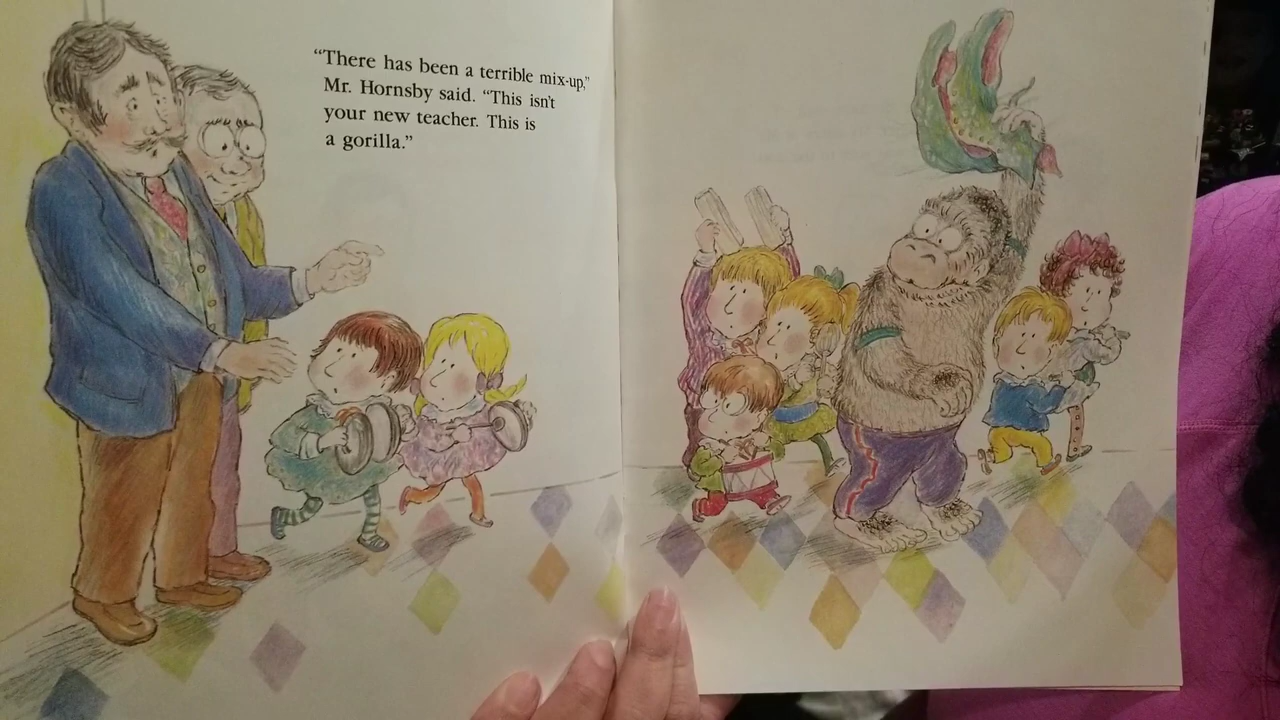 “There has been a terrible mix-up,”
Mr. Hornsby said. “This isn’t
your new teacher. This is
a gorilla.”